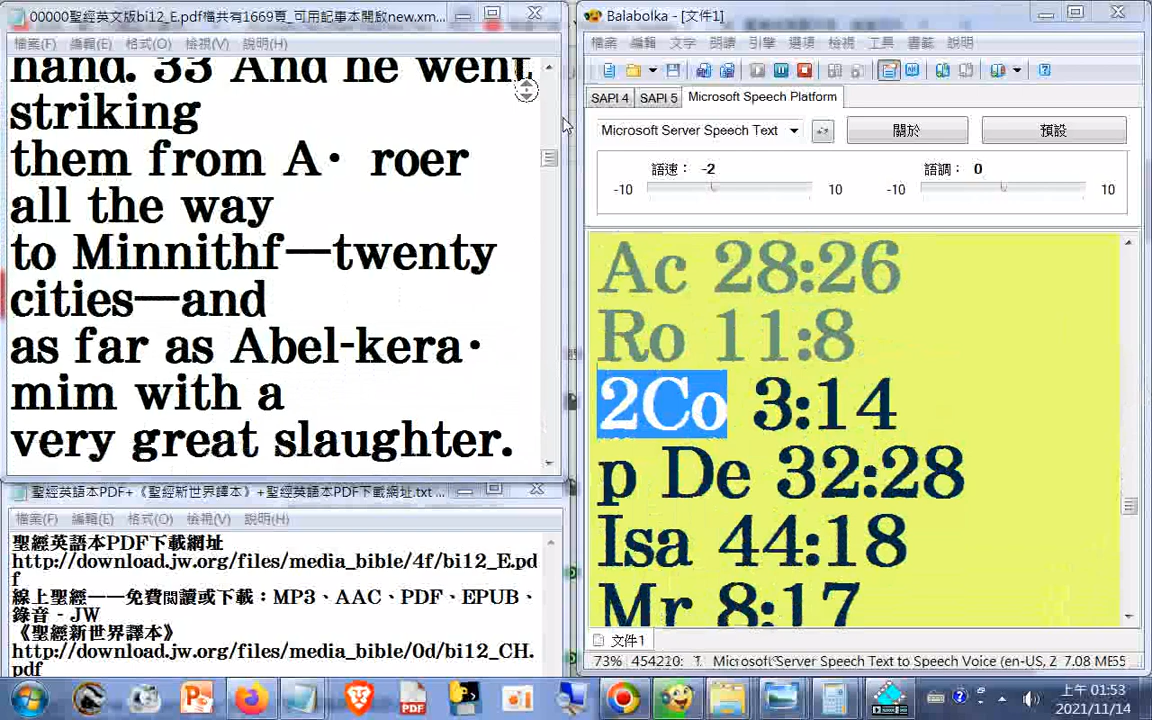 00000聖經英文版bi12_E.pdf檔共有1669頁_可用記事本開啟new.xm...
檔案(F) 編輯(E) 格式(O) 檢視(V) 說明(H)
hand. 33 And he went
striking
them from A· roer
all the way
to Minnithf—twenty
cities—and
as far as Abel-kera·
mim with a
very great slaughter.
聖經英語本PDF+《聖經新世界譯本》+聖經英語本PDF下載網址.txt ...
檔案(F) 編輯(E) 格式(O) 檢視(V) 說明(H)
聖經英語本PDF下載網址
http://download.jw.org/files/media_bible/4f/bi12_E.pd
f
線上聖經——免費閱讀或下載：MP3、AAC、PDF、EPUB、
錄音 - JW
《聖經新世界譯本》
http://download.jw.org/files/media_bible/0d/bi12_CH.
pdf
Balabolka - [文件1]
檔案 編輯 文字 朗讀 引擎 選項 檢視 工具 書籤 說明
SAPI 4 SAPI 5 Microsoft Speech Platform
Microsoft Server Speech Text 關於 預設
語速： -2 語調： 0
-10 10 -10 10
Ac 28:26
Ro 11:8
2Co 3:14
p De 32:28
Isa 44:18
Mr 8:17
文件1
73% 454210: Microsoft Server Speech Text to Speech Voice (en-US, Z 7.08 ME55
上午 01:53
2021/11/14